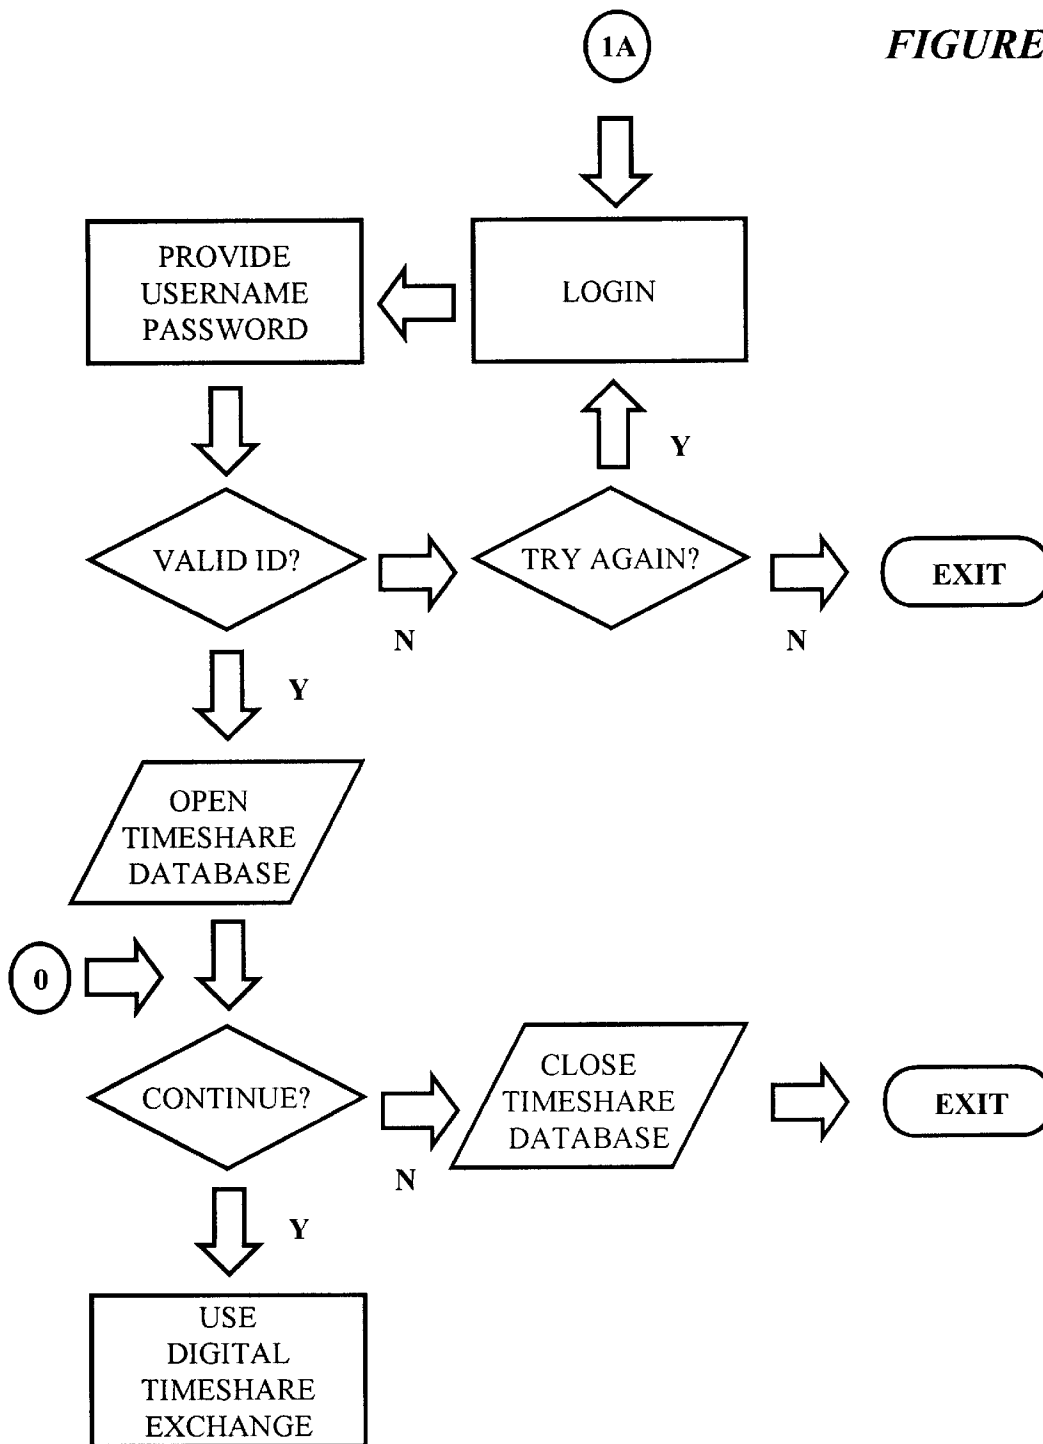 1A
FIGURE
PROVIDE
USERNAME
PASSWORD
LOGIN
Y
VALID ID?
TRY AGAIN?
EXIT
N
N
Y
OPEN
TIMESHARE
DATABASE
0
CONTINUE?
CLOSE
TIMESHARE
DATABASE
EXIT
N
Y
USE
DIGITAL
TIMESHARE
EXCHANGE